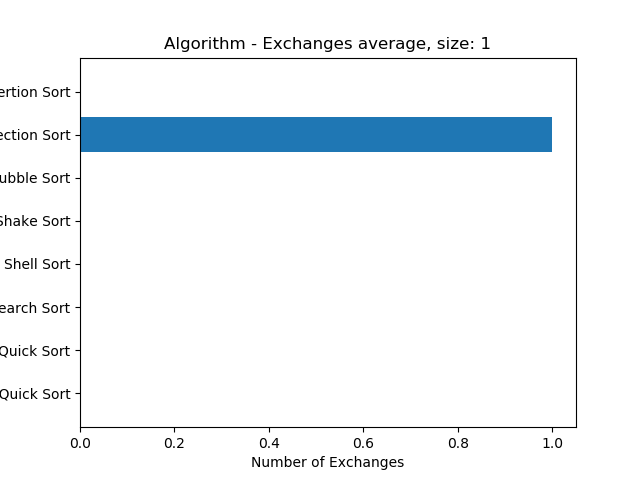 Algorithm - Exchanges average, size: 1
ertion Sort
ection Sort
ubble Sort
Shake Sort
Shell Sort
earch Sort
Quick Sort
Quick Sort
0.0 0.2 0.4 0.6 0.8 1.0
Number of Exchanges